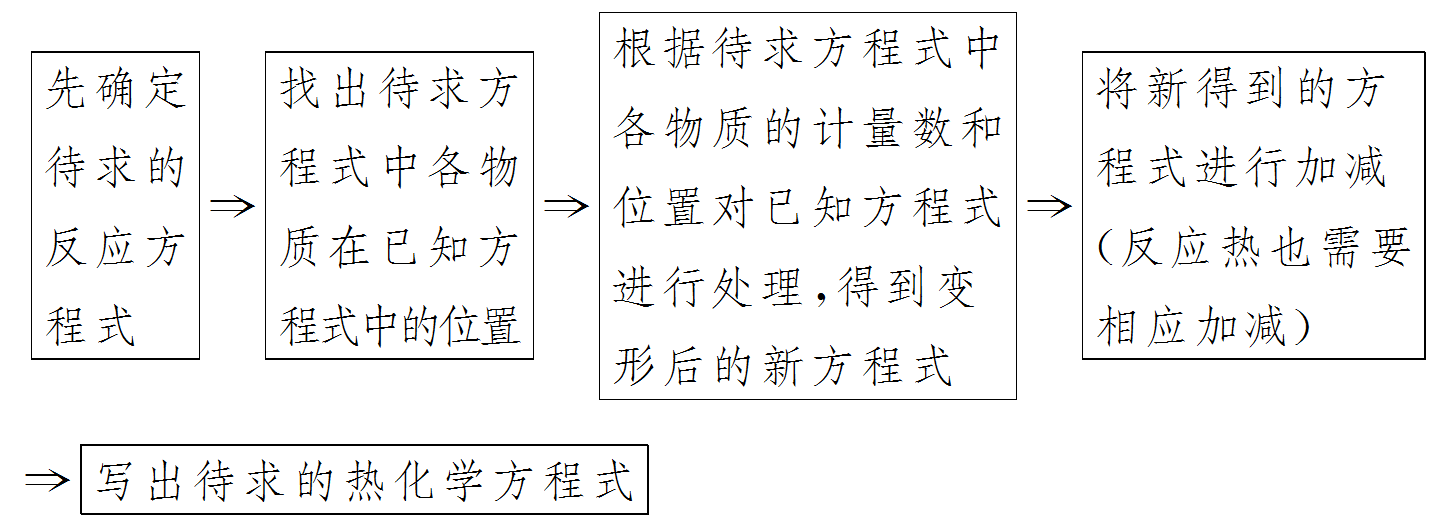 先确定
待求的
反应方
程式
⇒
找出待求方
程式中各物
质在已知方
程式中的位置
⇒
根据待求方程式中
各物质的计量数和
位置对已知方程式
进行处理,得到变
形后的新方程式
⇒
将新得到的方
程式进行加减
(反应热也需要
相应加减)
⇒
写出待求的热化学方程式